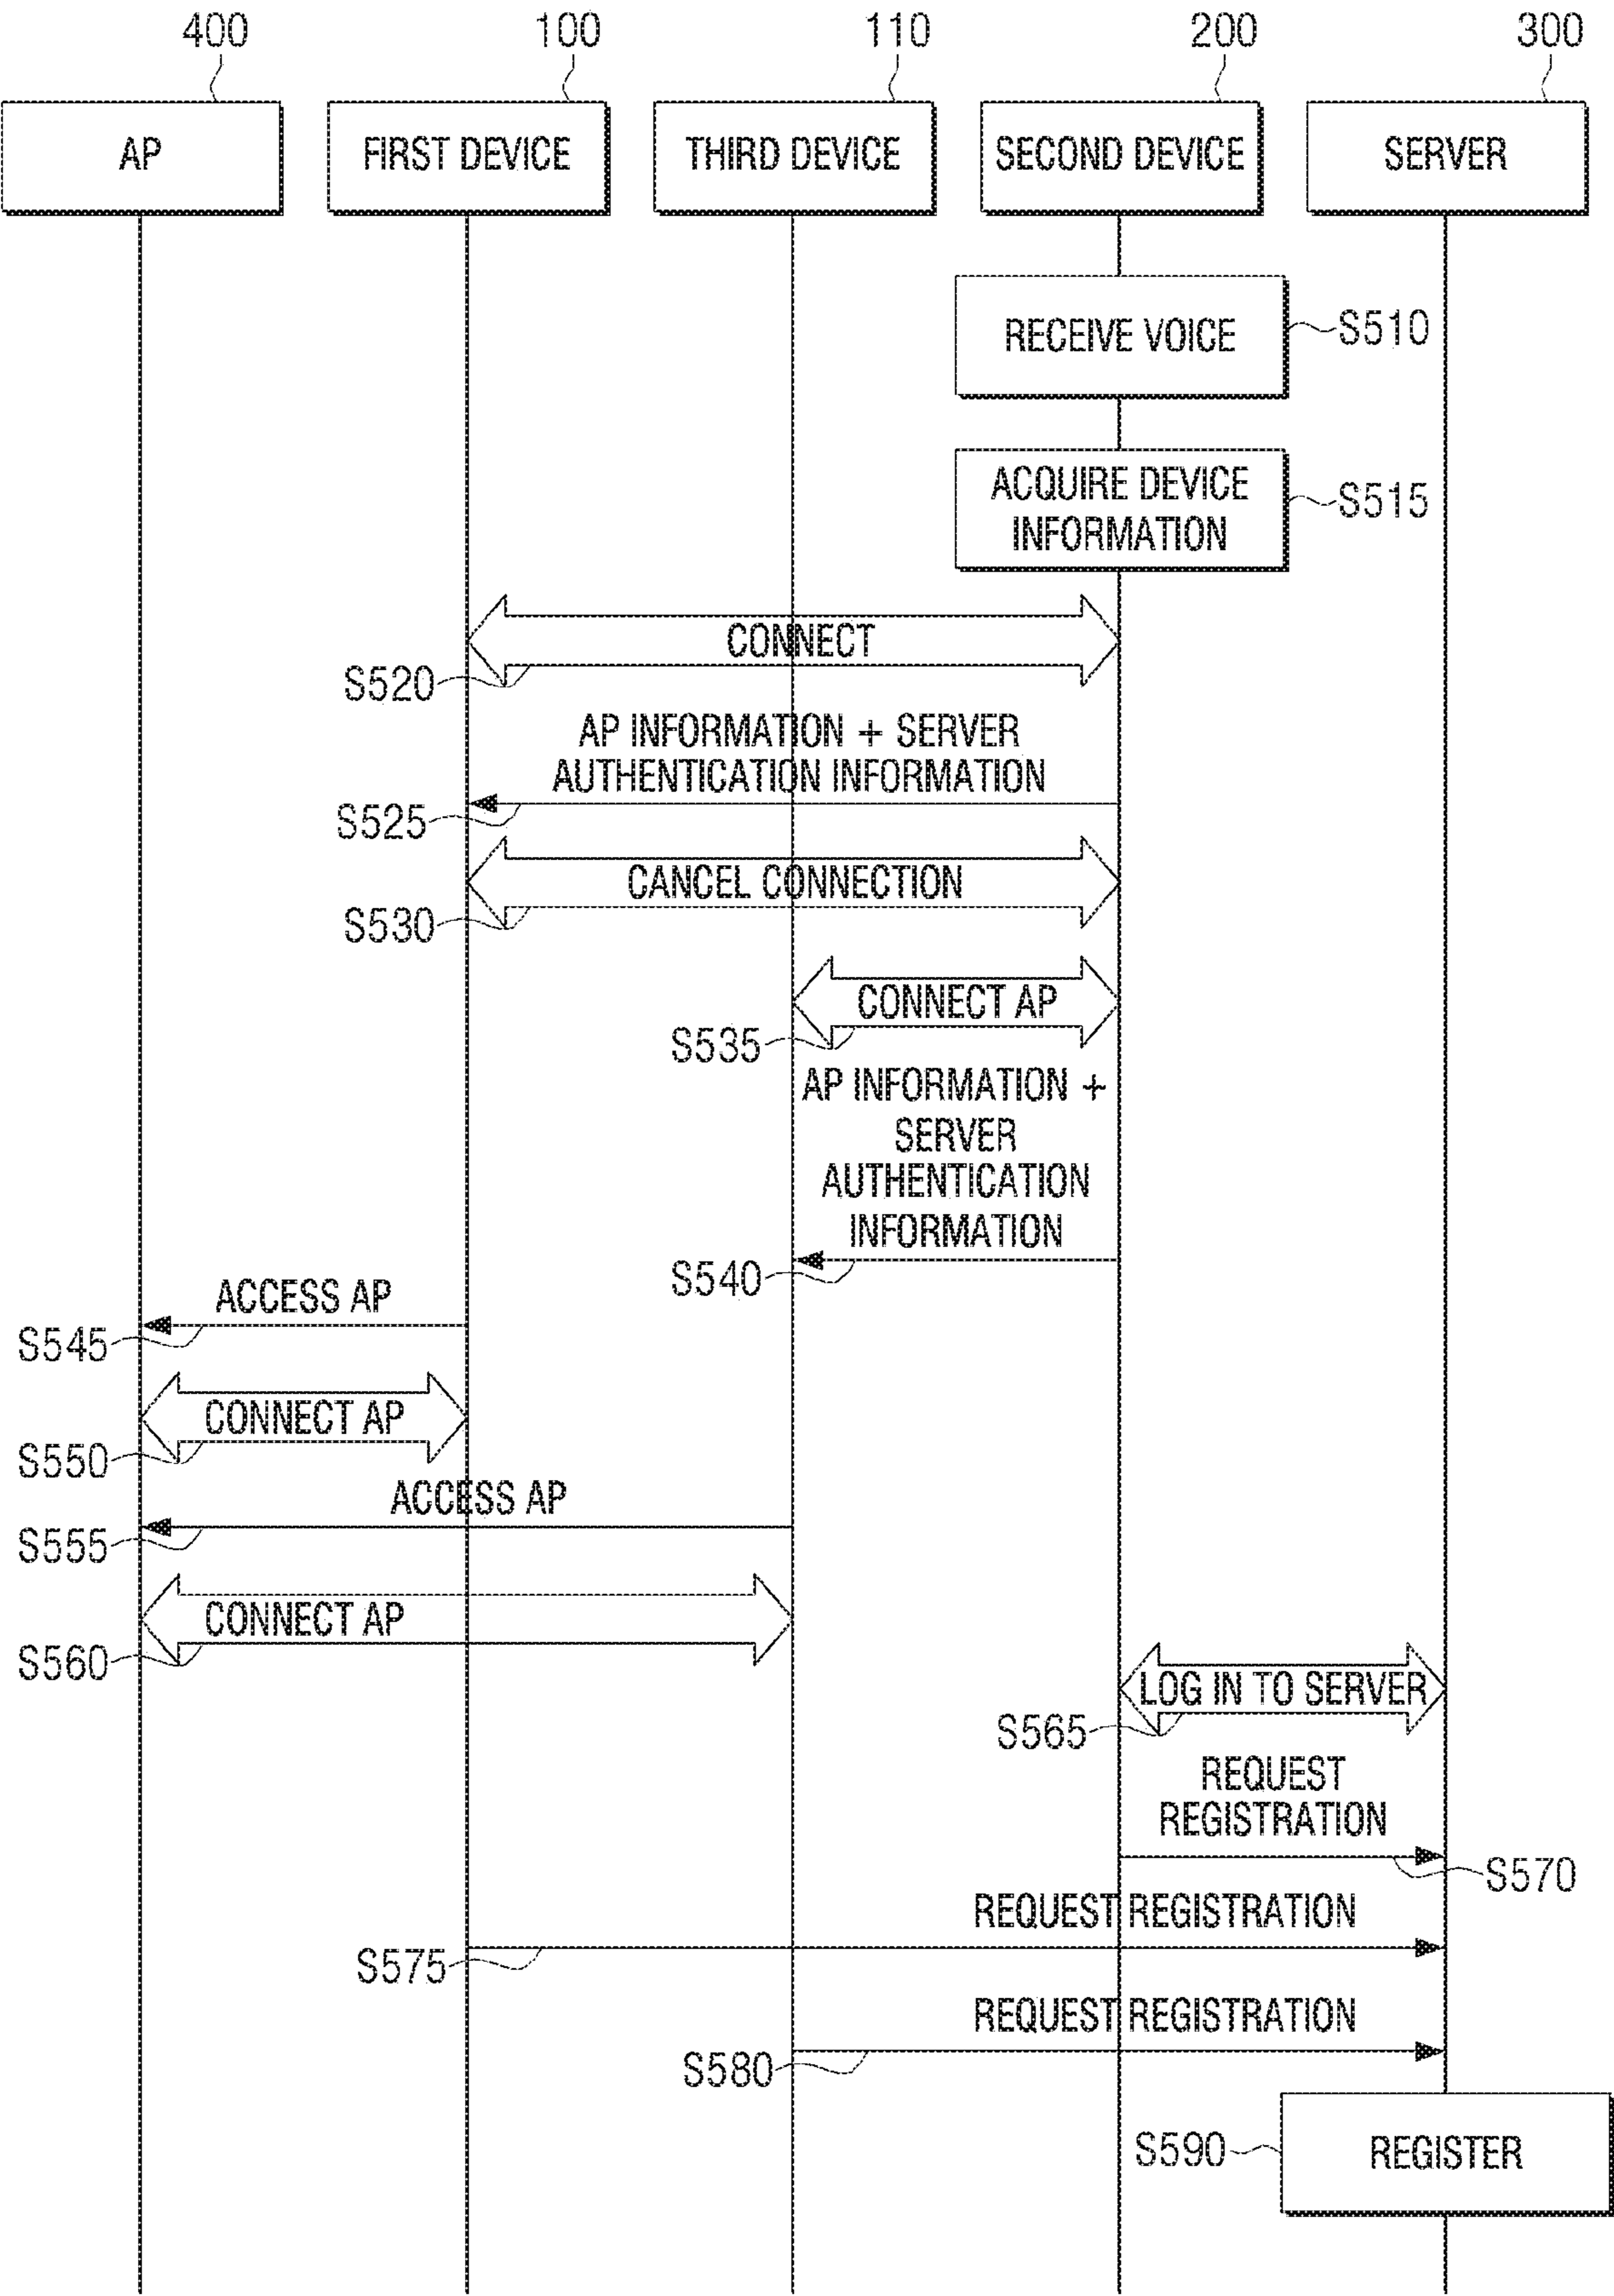 400
100
110
200
300
AP
FIRST DEVICE
THIRD DEVICE
SECOND DEVICE
SERVER
RECEIVE VOICE
S510
ACQUIRE DEVICE
INFORMATION
S515
CONNECT
S520
AP INFORMATION + SERVER
AUTHENTICATION INFORMATION
S525
CANCEL CONNECTION
S530
CONNECT AP
S535
AP INFORMATION +
SERVER
AUTHENTICATION
INFORMATION
S540
ACCESS AP
S545
CONNECT AP
S550
ACCESS AP
S555
CONNECT AP
S560
LOG IN TO SERVER
S565
REQUEST
REGISTRATION
S570
REQUEST REGISTRATION
S575
REQUEST REGISTRATION
S580
S590
REGISTER